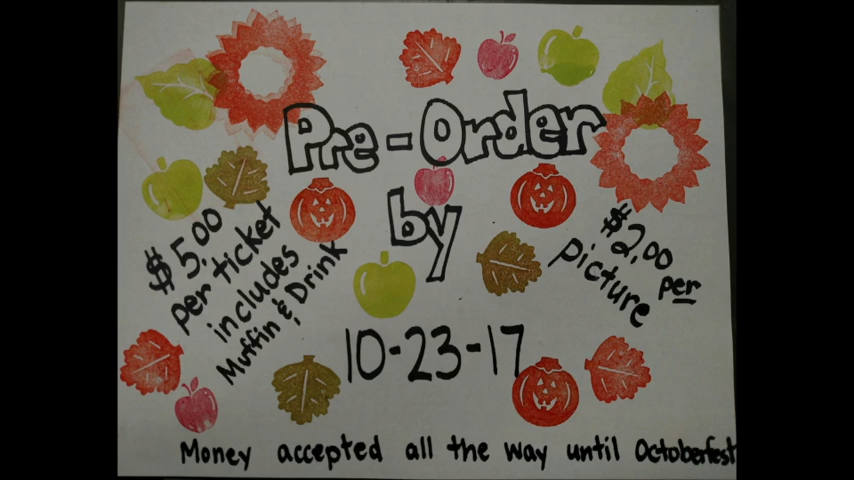 Pre-Order
by
$5.00
per ticket
includes
Muffin & Drink
$2.00 per
picture
10-23-17
Money accepted all the way until Octoberfest